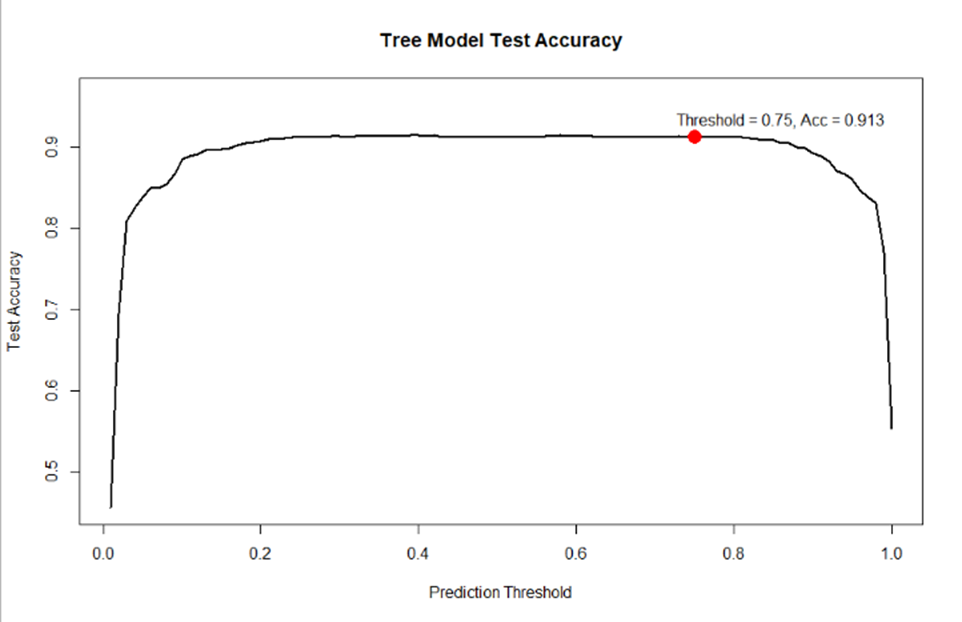 Tree Model Test Accuracy
Threshold = 0.75, Acc = 0.913
Test Accuracy
0.9
0.8
0.7
0.6
0.5
0.0 0.2 0.4 0.6 0.8 1.0
Prediction Threshold